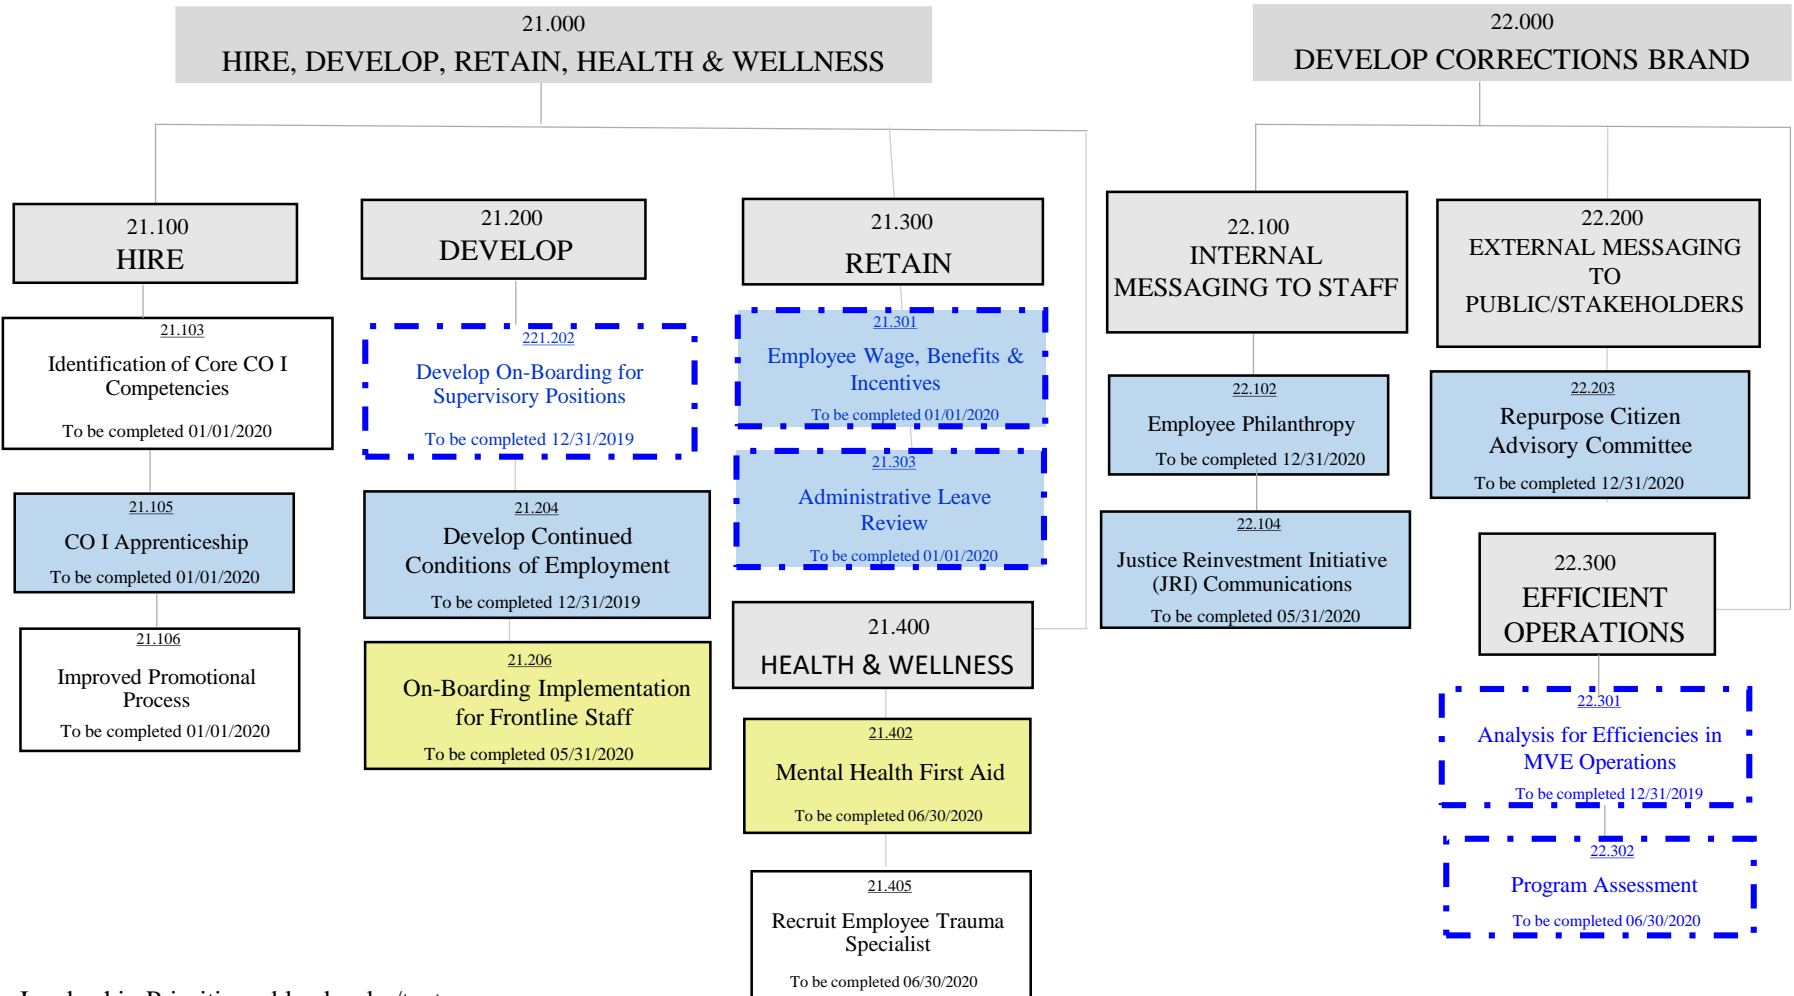 21.000
HIRE, DEVELOP, RETAIN, HEALTH & WELLNESS
22.000
DEVELOP CORRECTIONS BRAND
21.100
HIRE
21.103
Identification of Core CO I
Competencies
To be completed 01/01/2020
21.105
CO I Apprenticeship
To be completed 01/01/2020
21.106
Improved Promotional
Process
To be completed 01/01/2020
21.200
DEVELOP
221.202
Develop On-Boarding for
Supervisory Positions
To be completed 12/31/2019
21.204
Develop Continued
Conditions of Employment
To be completed 12/31/2019
21.206
On-Boarding Implementation
for Frontline Staff
To be completed 05/31/2020
21.300
RETAIN
21.301
Employee Wage, Benefits &
Incentives
To be completed 01/01/2020
21.303
Administrative Leave
Review
To be completed 01/01/2020
21.400
HEALTH & WELLNESS
21.402
Mental Health First Aid
To be completed 06/30/2020
21.405
Recruit Employee Trauma
Specialist
To be completed 06/30/2020
22.100
INTERNAL
MESSAGING TO STAFF
22.102
Employee Philanthropy
To be completed 12/31/2020
22.104
Justice Reinvestment Initiative
(JRI) Communications
To be completed 05/31/2020
22.200
EXTERNAL MESSAGING
TO
PUBLIC/STAKEHOLDERS
22.203
Repurpose Citizen
Advisory Committee
To be completed 12/31/2020
22.300
EFFICIENT
OPERATIONS
22.301
Analysis for Efficiencies in
MVE Operations
To be completed 12/31/2019
22.302
Program Assessment
To be completed 06/30/2020